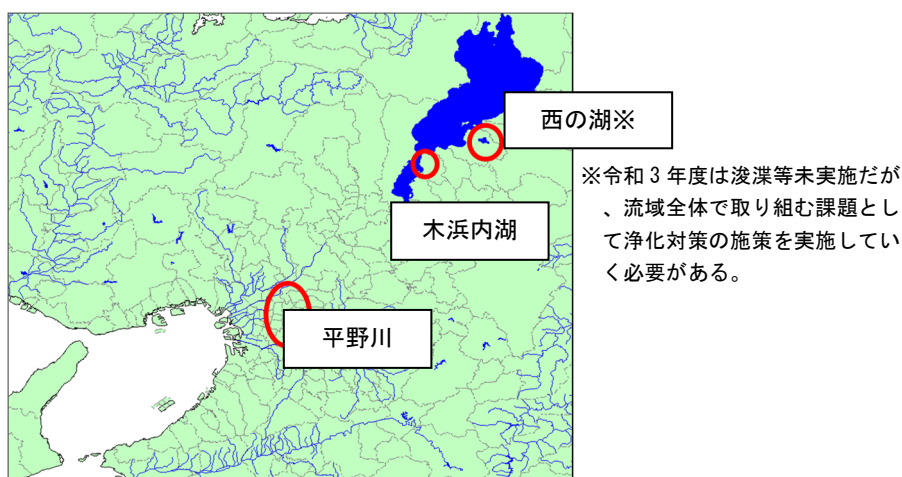 西の湖※
※令和3年度は浚渫等未実施だが
、流域全体で取り組む課題とし
て浄化対策の施策を実施してい
く必要がある。
木浜内湖
平野川